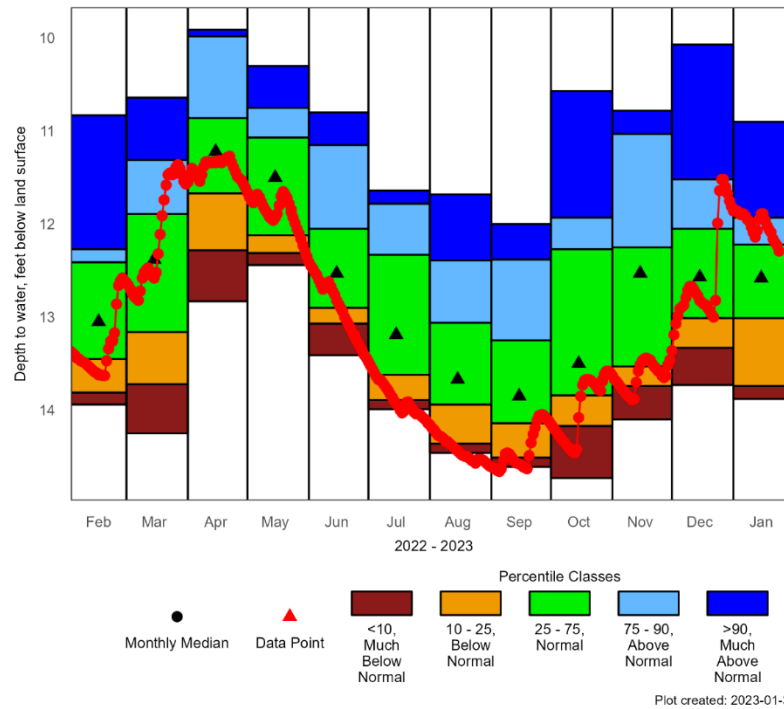 10
11
12
13
14
Depth to water, feet below land surface
Feb Mar Apr May Jun Jul Aug Sep Oct Nov Dec Jan
2022 - 2023
Percentile Classes
Monthly Median
Data Point
<10,
Much
Below
Normal
10 - 25,
Below
Normal
25 - 75,
Normal
75 - 90,
Above
Normal
>90,
Much
Above
Normal
Plot created: 2023-01-